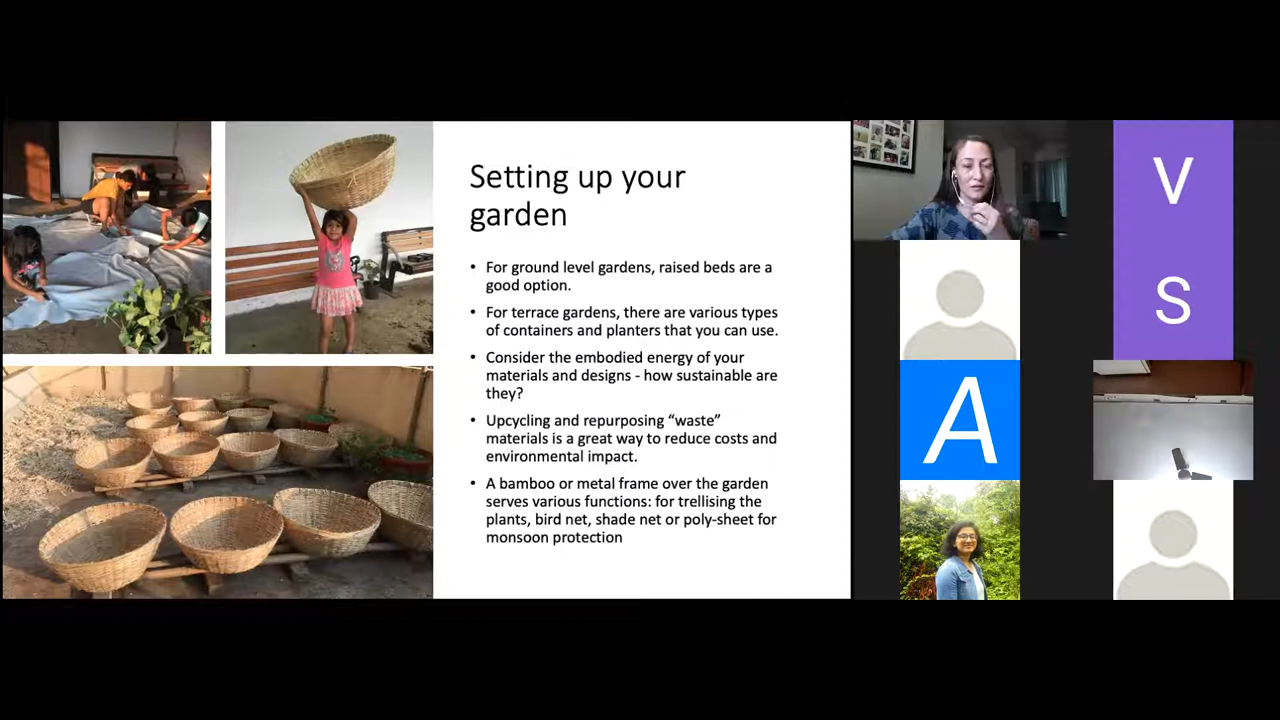 Setting up your
garden
• For ground level gardens, raised beds are a
good option.
• For terrace gardens, there are various types
of containers and planters that you can use.
• Consider the embodied energy of your
materials and designs - how sustainable are
they?
• Upcycling and repurposing “waste”
materials is a great way to reduce costs and
environmental impact.
• A bamboo or metal frame over the garden
serves various functions: for trellising the
plants, bird net, shade net or poly-sheet for
monsoon protection
V
S
A